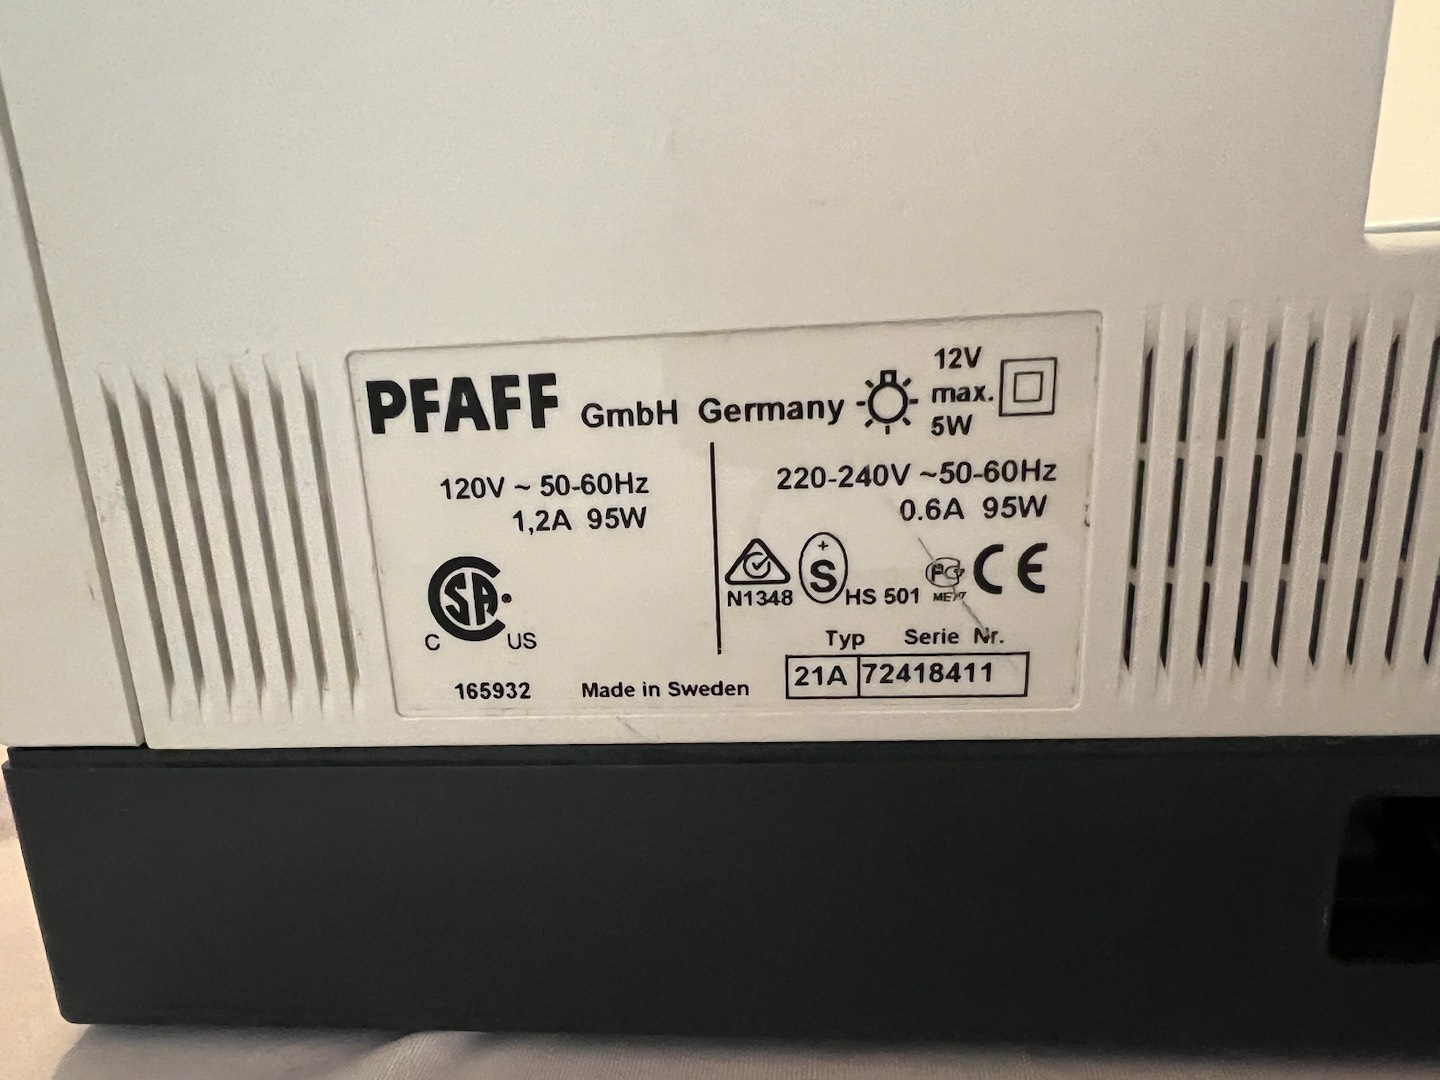 PFAFF GmbH Germany 12V max. 5W
120V ~ 50-60Hz
1,2A 95W
220-240V ~50-60Hz
0.6A 95W
SA
C US
N1348
+
S
HS 501
CE
Typ Serie Nr.
21A 72418411
165932 Made in Sweden